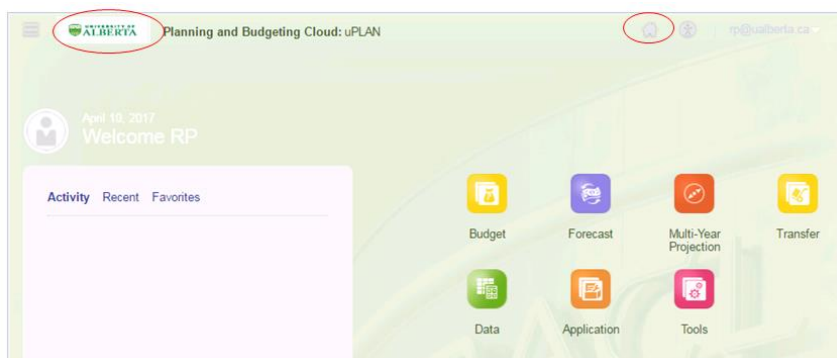 UNIVERSITY OF
ALBERTA
Planning and Budgeting Cloud: uPLAN
rp@ualberta.ca
April 10, 2017
Welcome RP
Activity Recent Favorites
Budget
Forecast
Multi-Year
Projection
Transfer
Data
Application
Tools